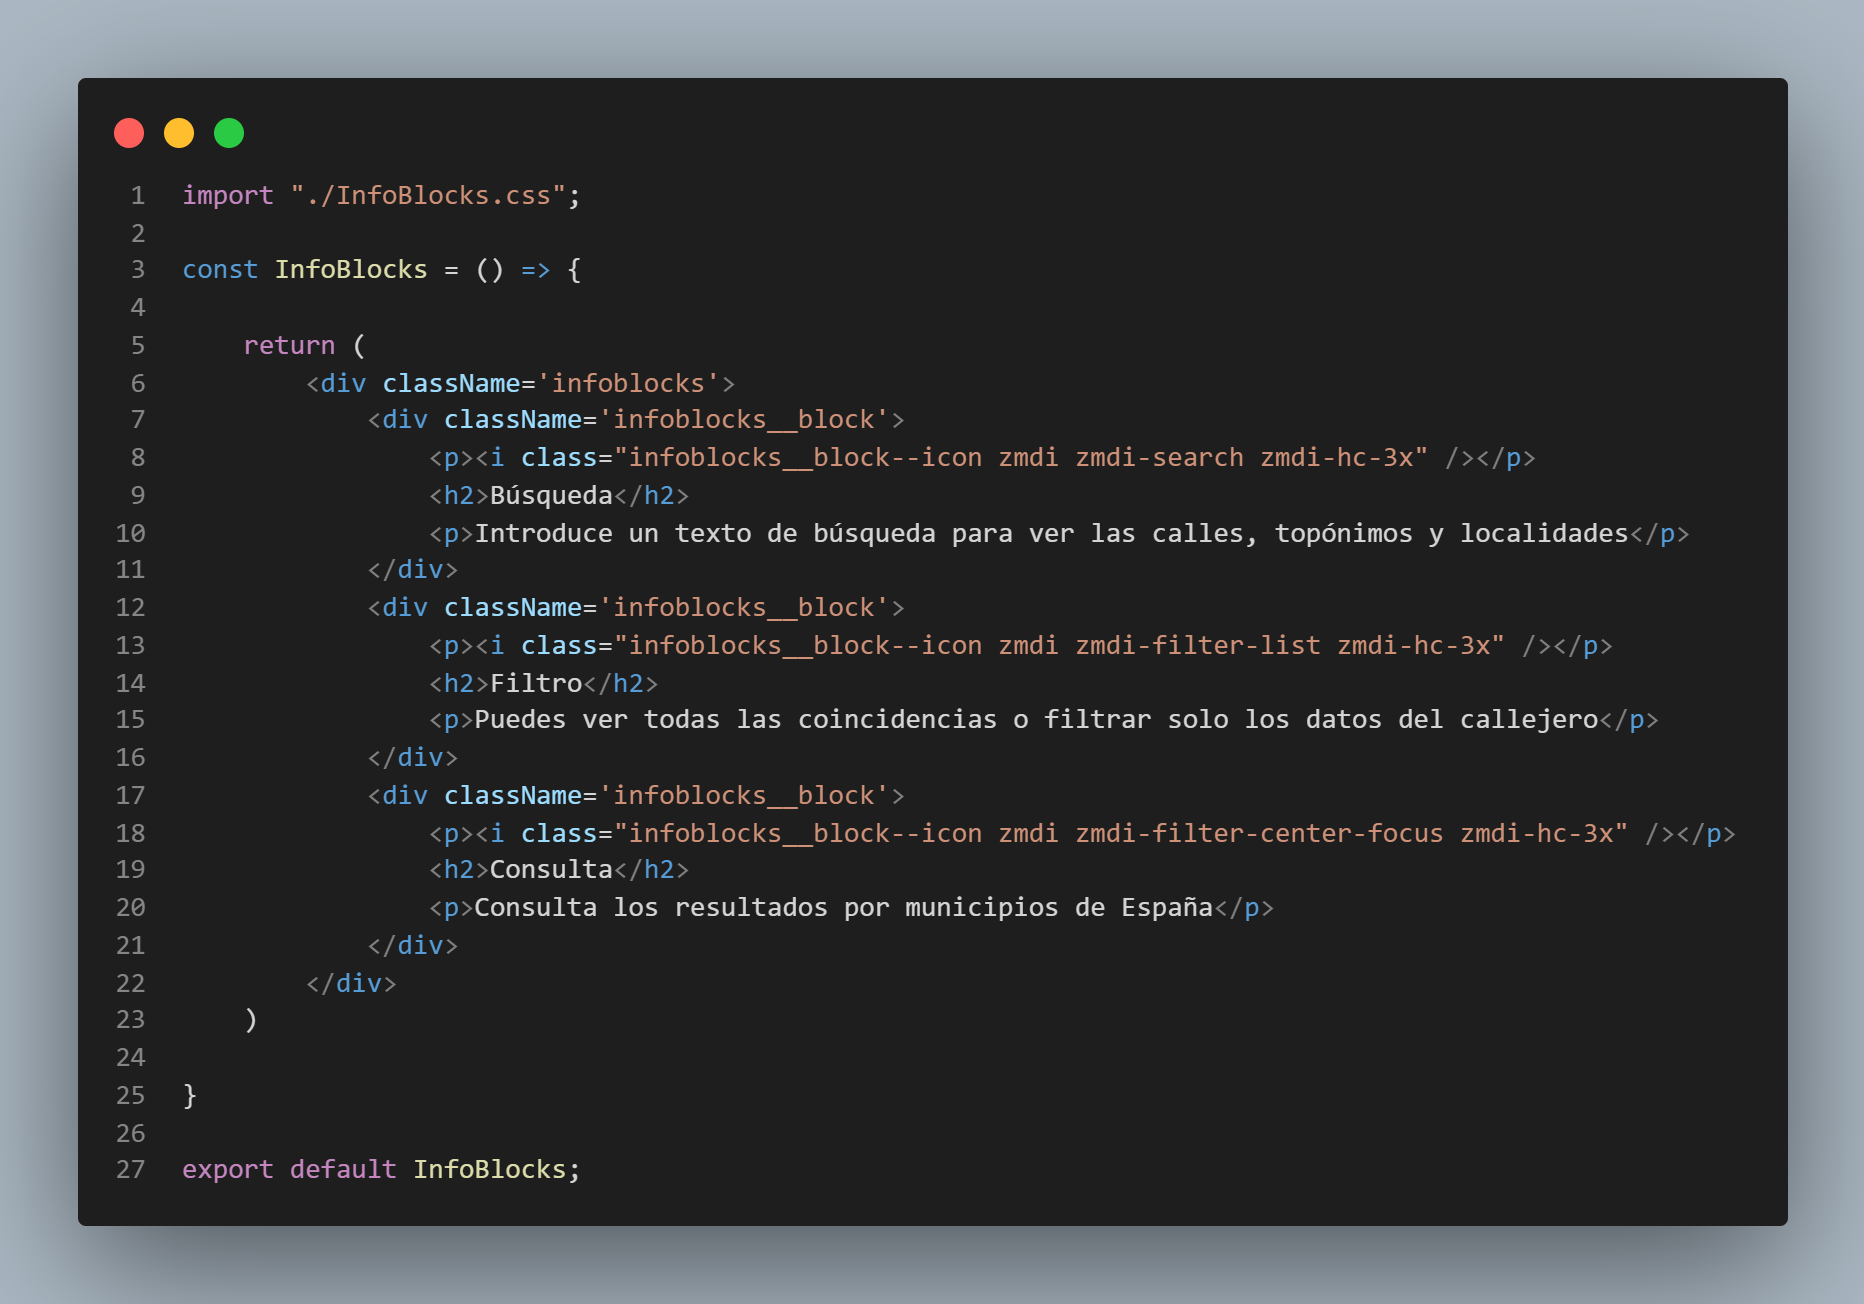 1 import "./InfoBlocks.css";
2
3 const InfoBlocks = () => {
4
5     return (
6         <div className='infoblocks'>
7             <div className='infoblocks__block'>
8                 <p><i class="infoblocks__block--icon zmdi zmdi-search zmdi-hc-3x" /></p>
9                 <h2>Búsqueda</h2>
10                 <p>Introduce un texto de búsqueda para ver las calles, topónimos y localidades</p>
11             </div>
12             <div className='infoblocks__block'>
13                 <p><i class="infoblocks__block--icon zmdi zmdi-filter-list zmdi-hc-3x" /></p>
14                 <h2>Filtro</h2>
15                 <p>Puedes ver todas las coincidencias o filtrar solo los datos del callejero</p>
16             </div>
17             <div className='infoblocks__block'>
18                 <p><i class="infoblocks__block--icon zmdi zmdi-filter-center-focus zmdi-hc-3x" /></p>
19                 <h2>Consulta</h2>
20                 <p>Consulta los resultados por municipios de España</p>
21             </div>
22         </div>
23     )
24
25 }
26
27 export default InfoBlocks;